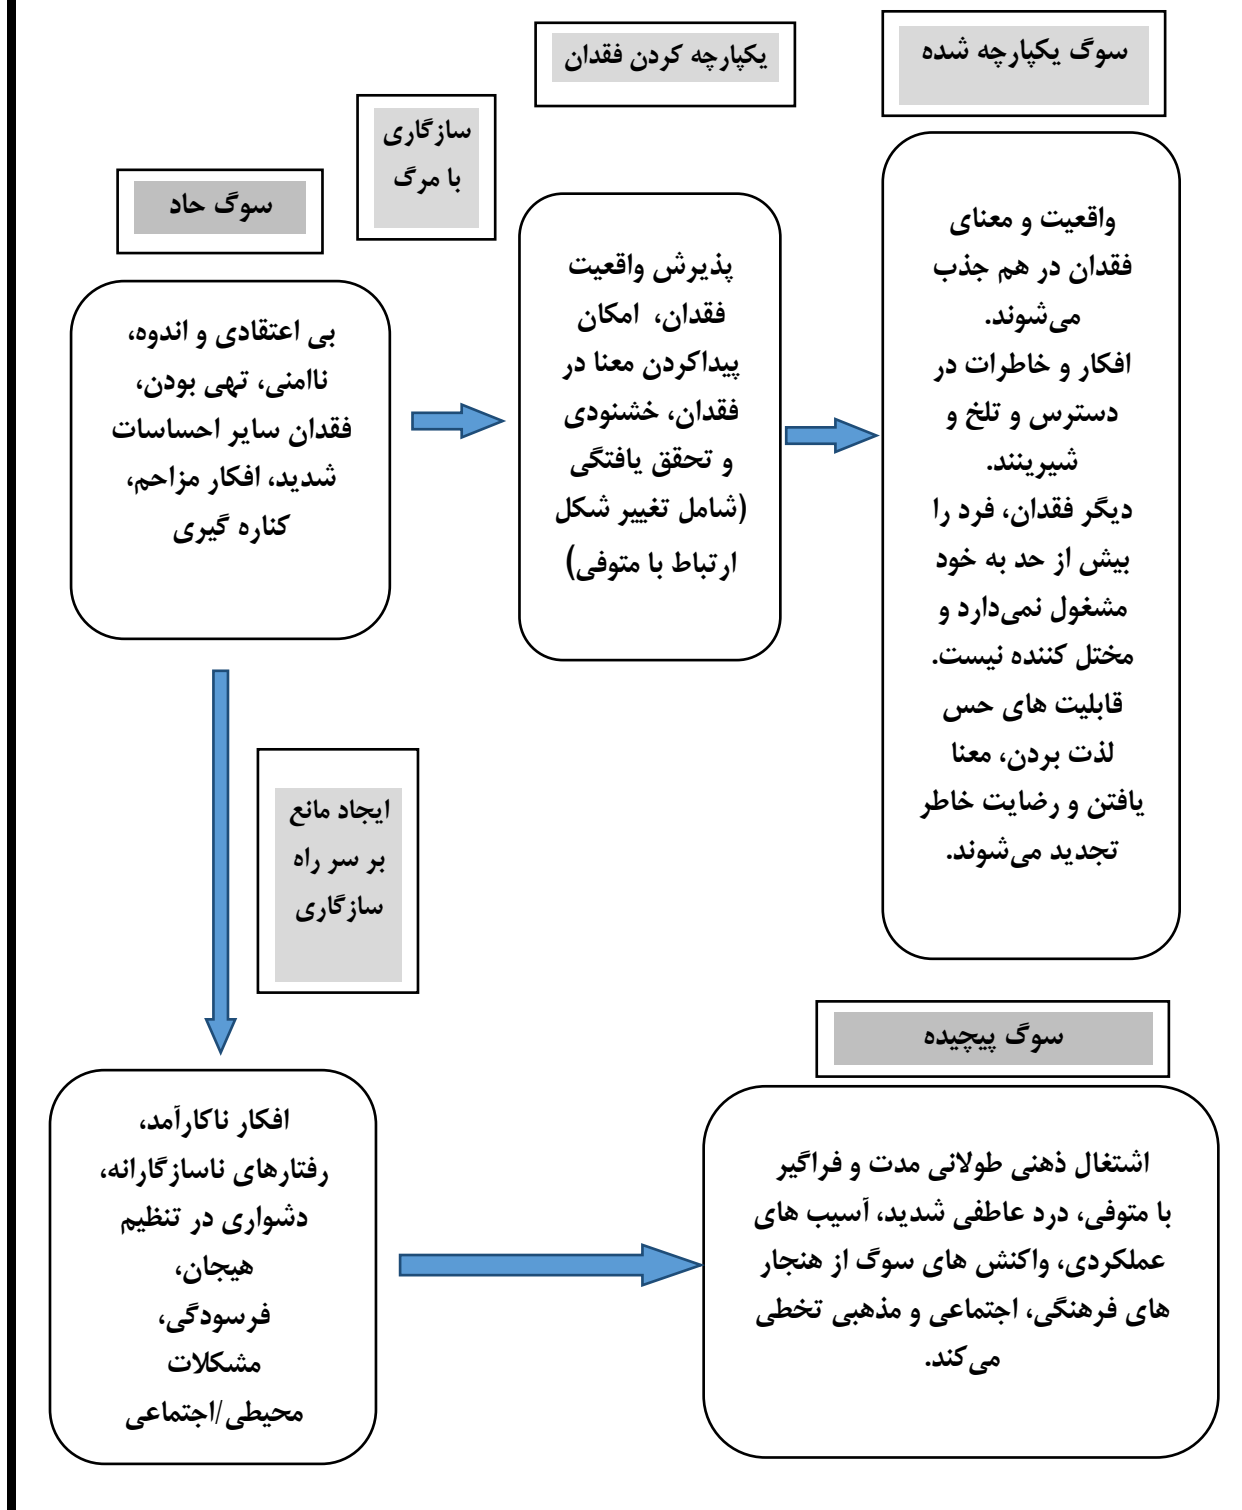 سوگ حاد
بی اعتقادی و اندوه،
ناامنی، تهی بودن،
فقدان سایر احساسات
شدید، افکار مزاحم،
کناره گیری
سازگاری
با مرگ
یکپارچه کردن فقدان
پذیرش واقعیت
فقدان، امکان
پیداکردن معنا در
فقدان، خشنودی
و تحقق یافتگی
(شامل تغییر شکل
ارتباط با متوفی)
سوگ یکپارچه شده
واقعیت و معنای
فقدان در هم جذب
می‌شوند.
افکار و خاطرات در
دسترس و تلخ و
شیرینند.
دیگر فقدان، فرد را
بیش از حد به خود
مشغول نمی‌دارد و
مختل کننده نیست.
قابلیت های حس
لذت بردن، معنا
یافتن و رضایت خاطر
تجدید می‌شوند.
ایجاد مانع
بر سر راه
سازگاری
افکار ناکارآمد،
رفتارهای ناسازگارانه،
دشواری در تنظیم
هیجان،
فرسودگی،
مشکلات
محیطی/اجتماعی
سوگ پیچیده
اشتغال ذهنی طولانی مدت و فراگیر
با متوفی، درد عاطفی شدید، آسیب های
عملکردی، واکنش های سوگ از هنجار
های فرهنگی، اجتماعی و مذهبی تخطی
می‌کند.